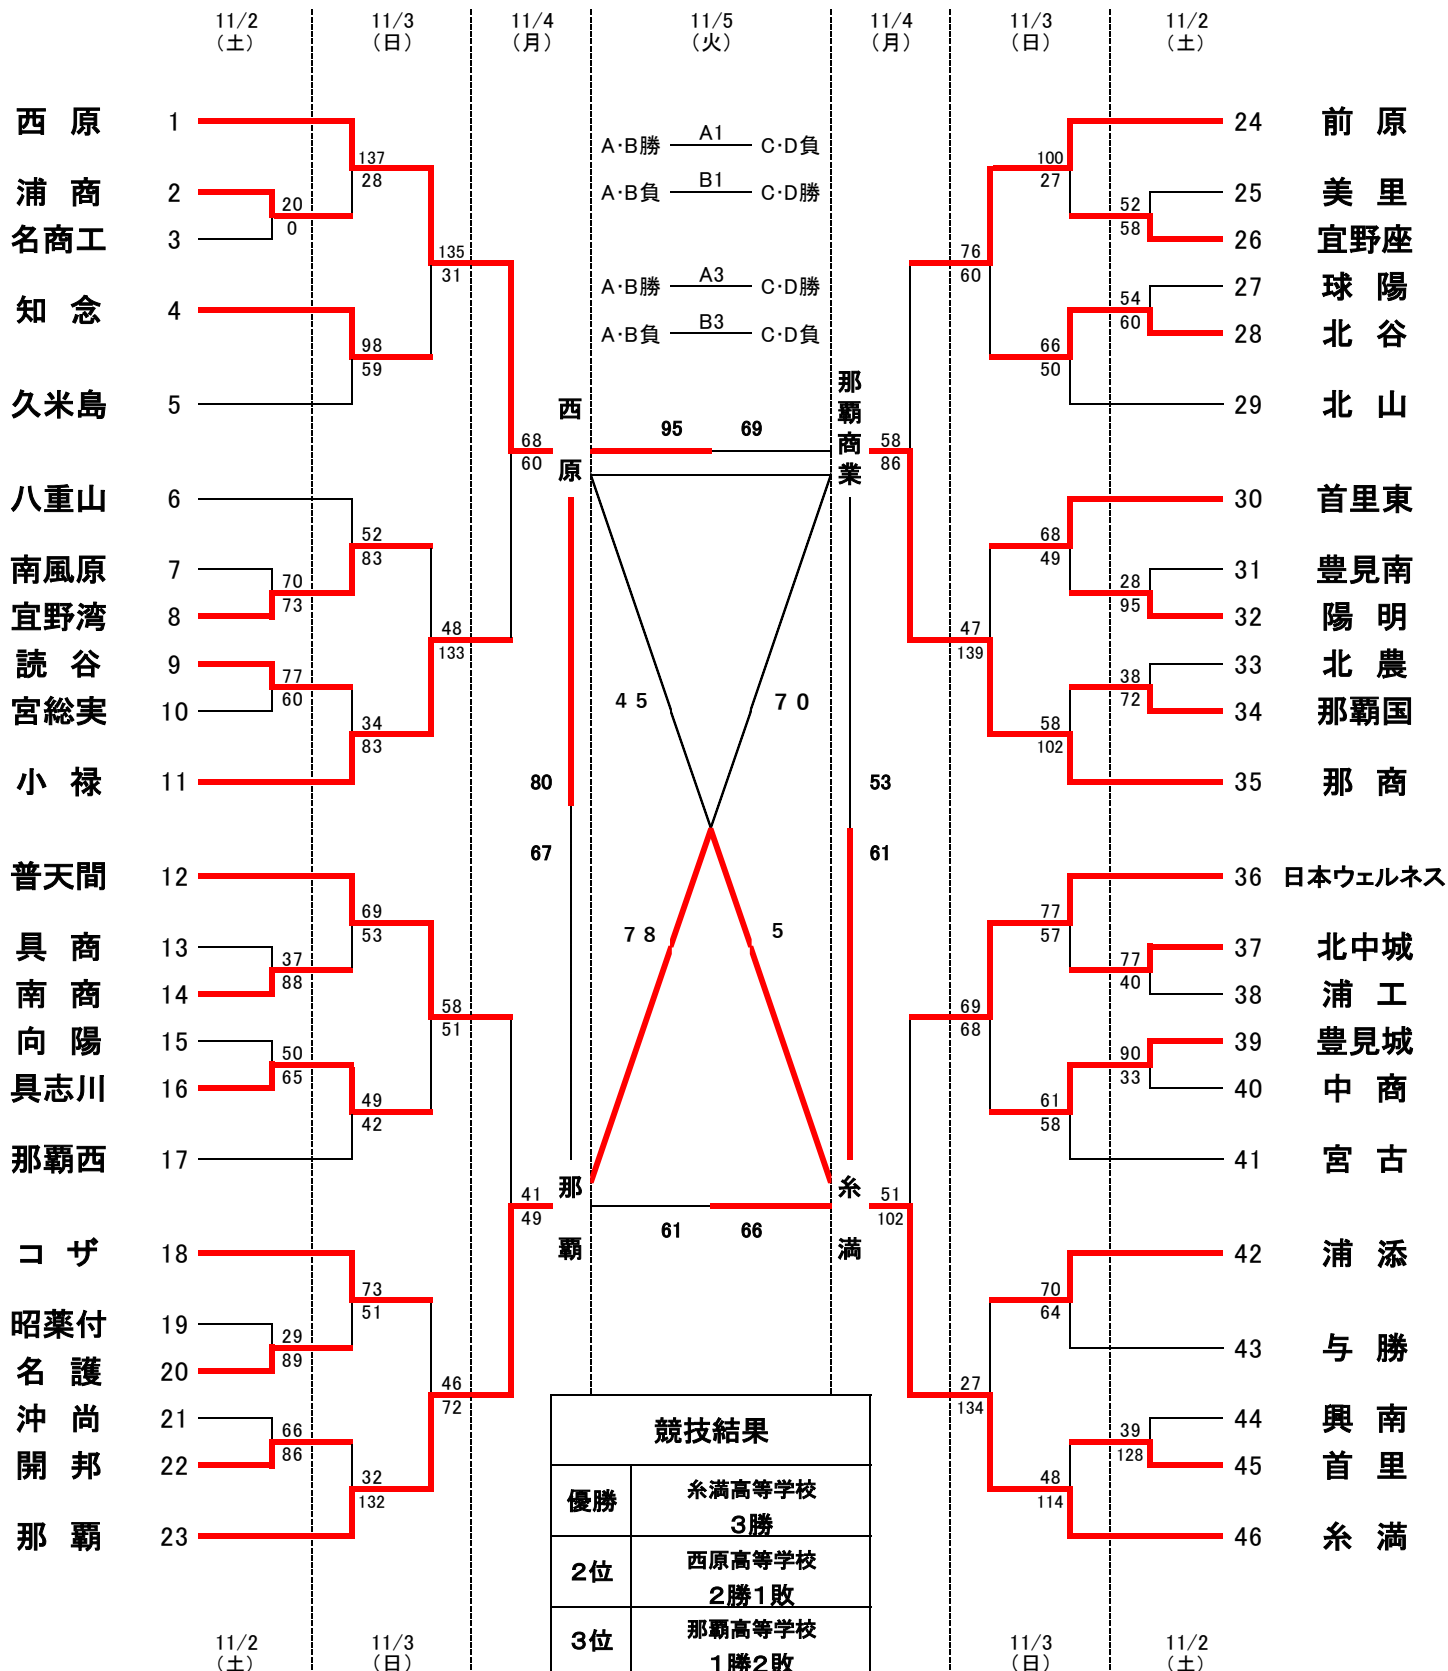 11/2 11/3 11/4 11/5 11/4 11/3 11/2
(土) (日) (月) (火) (月) (日) (土)
西 原 1
137
28
浦 商 2
20
0
名商工 3
135
31
知 念 4
98
59
久米島 5
68
60
八重山 6
52
83
南風原 7
70
73
宜野湾 8
48
133
読 谷 9
77
60
宮総実 10
34
83
小 禄 11
普天間 12
69
53
具 商 13
37
88
南 商 14
58
51
向 陽 15
50
65
具志川 16
49
42
那覇西 17
41
49
コ ザ 18
73
51
昭薬付 19
29
89
名 護 20
46
72
沖 尚 21
66
86
開 邦 22
32
132
那 覇 23
A·B勝 A1 C·D負
A·B負 B1 C·D勝
A·B勝 A3 C·D勝
A·B負 B3 C·D負
西原
那覇商業
95 69
45 70
80 53
67 61
78 5
那覇
糸満
61 66
24 前 原
100
27
25 美 里
52
58
26 宜野座
76
60
27 球 陽
54
60
28 北 谷
66
50
29 北 山
58
86
30 首里東
68
49
31 豊見南
28
95
32 陽 明
47
139
33 北 農
38
72
34 那覇国
58
102
35 那 商
36 日本ウェルネス
77
57
37 北中城
77
40
38 浦 工
69
68
39 豊見城
90
33
40 中 商
61
58
41 宮 古
51
102
42 浦 添
70
64
43 与 勝
27
134
44 興 南
39
128
45 首 里
48
114
46 糸 満
競技結果
優勝 糸満高等学校
3勝
2位 西原高等学校
2勝1敗
3位 那覇高等学校
1勝2敗
11/2 11/3 11/3 11/2
(土) (日) (日) (土)